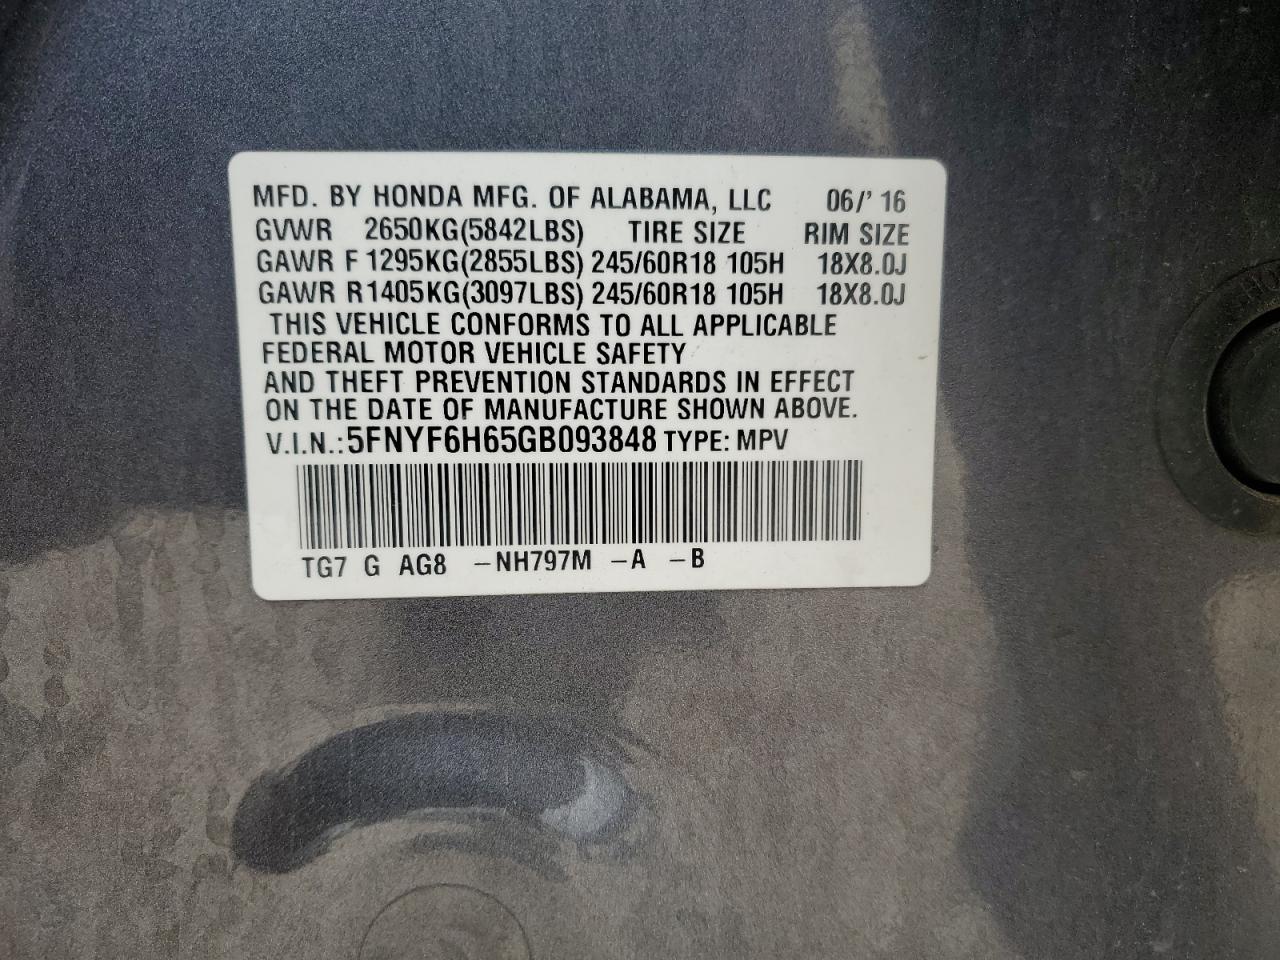 MFD. BY HONDA MFG. OF ALABAMA, LLC 06/' 16
GVWR 2650KG(5842LBS) TIRE SIZE RIM SIZE
GAWR F 1295KG(2855LBS) 245/60R18 105H 18X8.0J
GAWR R1405KG(3097LBS) 245/60R18 105H 18X8.0J
THIS VEHICLE CONFORMS TO ALL APPLICABLE
FEDERAL MOTOR VEHICLE SAFETY
AND THEFT PREVENTION STANDARDS IN EFFECT
ON THE DATE OF MANUFACTURE SHOWN ABOVE.
V.I.N.:5FNYF6H65GB093848 TYPE: MPV
TG7 G AG8 -NH797M -A -B